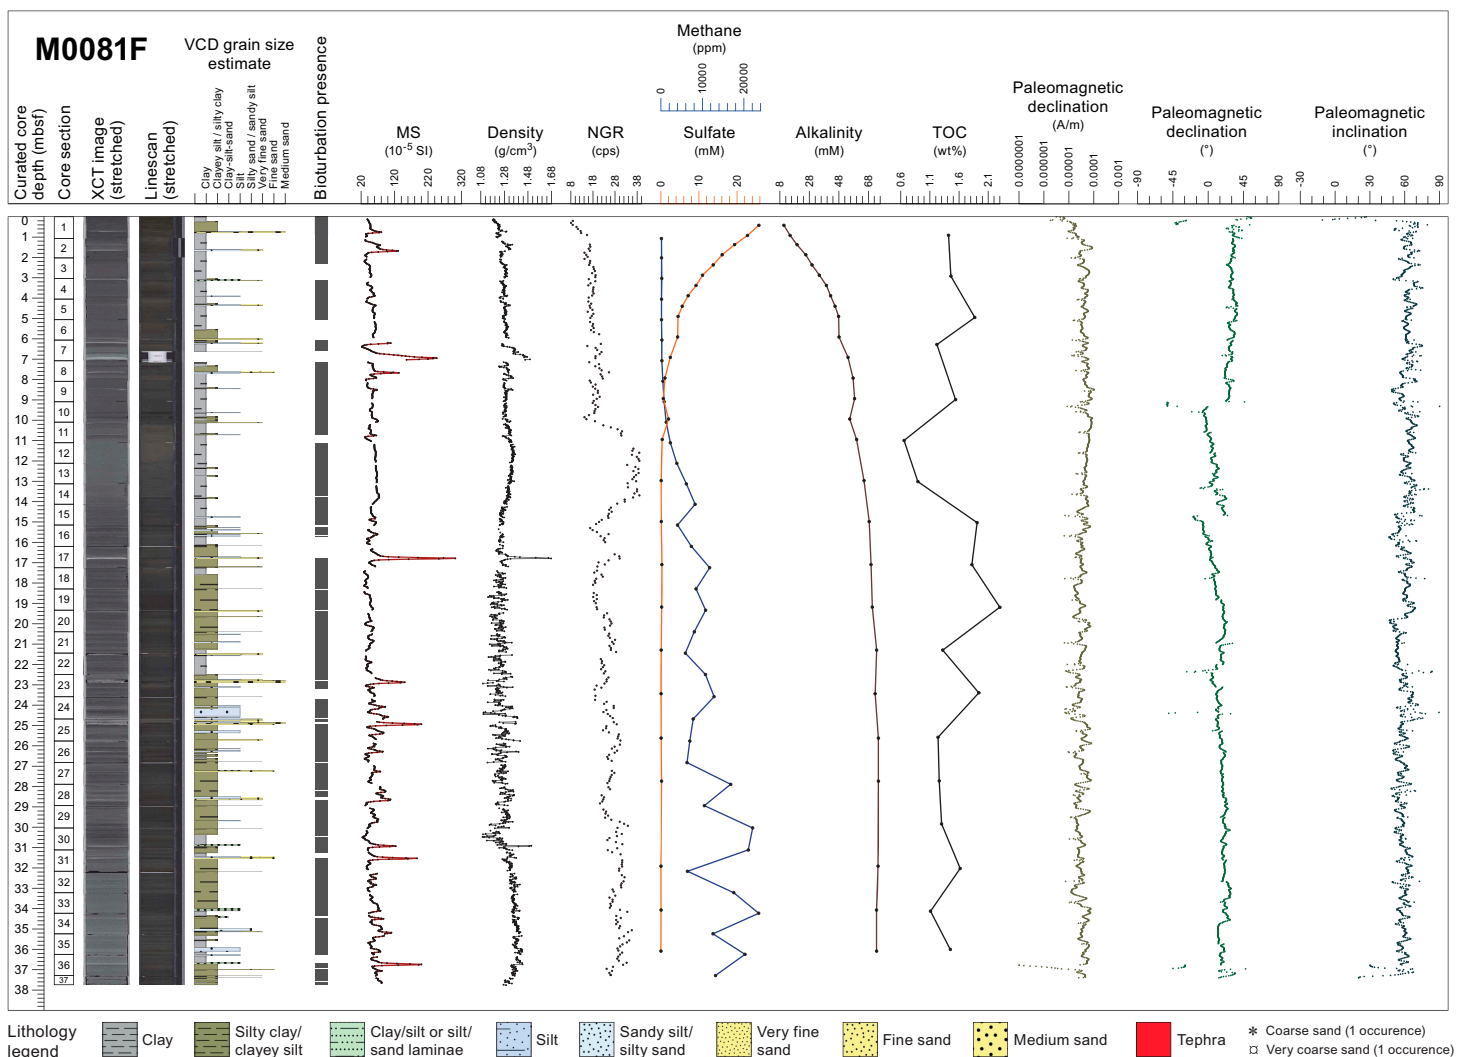 M0081F
VCD grain size
estimate
Curated core
depth (mbsf)
Core section
XCT image
(stretched)
Linescan
(stretched)
Clay
Clayey silt / silty clay
Clay-silt-sand
Silt
Silty sand / sandy silt
Very fine sand
Fine sand
Medium sand
Bioturbation presence
MS
(10-5 SI)
20 120 220 320
Density
(g/cm3)
1.08 1.28 1.48 1.68
NGR
(cps)
8 18 28 38
Methane
(ppm)
0 10000 20000
Sulfate
(mM)
0 10 20
Alkalinity
(mM)
8 28 48 68
TOC
(wt%)
0.6 1.1 1.6 2.1
Paleomagnetic
declination
(A/m)
0.0000001 0.000001 0.00001 0.0001 0.001
Paleomagnetic
declination
(°)
-90 -45 0 45 90
Paleomagnetic
inclination
(°)
-30 0 30 60 90
0
1
2
3
4
5
6
7
8
9
10
11
12
13
14
15
16
17
18
19
20
21
22
23
24
25
26
27
28
29
30
31
32
33
34
35
36
37
38
1
2
3
4
5
6
7
8
9
10
11
12
13
14
15
16
17
18
19
20
21
22
23
24
25
26
27
28
29
30
31
32
33
34
35
36
37
Lithology
legend
Clay
Silty clay/
clayey silt
Clay/silt or silt/
sand laminae
Silt
Sandy silt/
silty sand
Very fine
sand
Fine sand
Medium sand
Tephra
* Coarse sand (1 occurence)
¤ Very coarse sand (1 occurence)